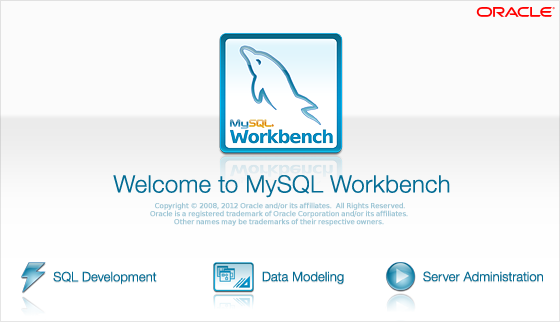 ORACLE
MySQL
Workbench
Welcome to MySQL Workbench
Copyright © 2008, 2012 Oracle and/or its affiliates. All Rights Reserved.
Oracle is a registered trademark of Oracle Corporation and/or its affiliates.
Other names may be trademarks of their respective owners.
SQL Development
Data Modeling
Server Administration